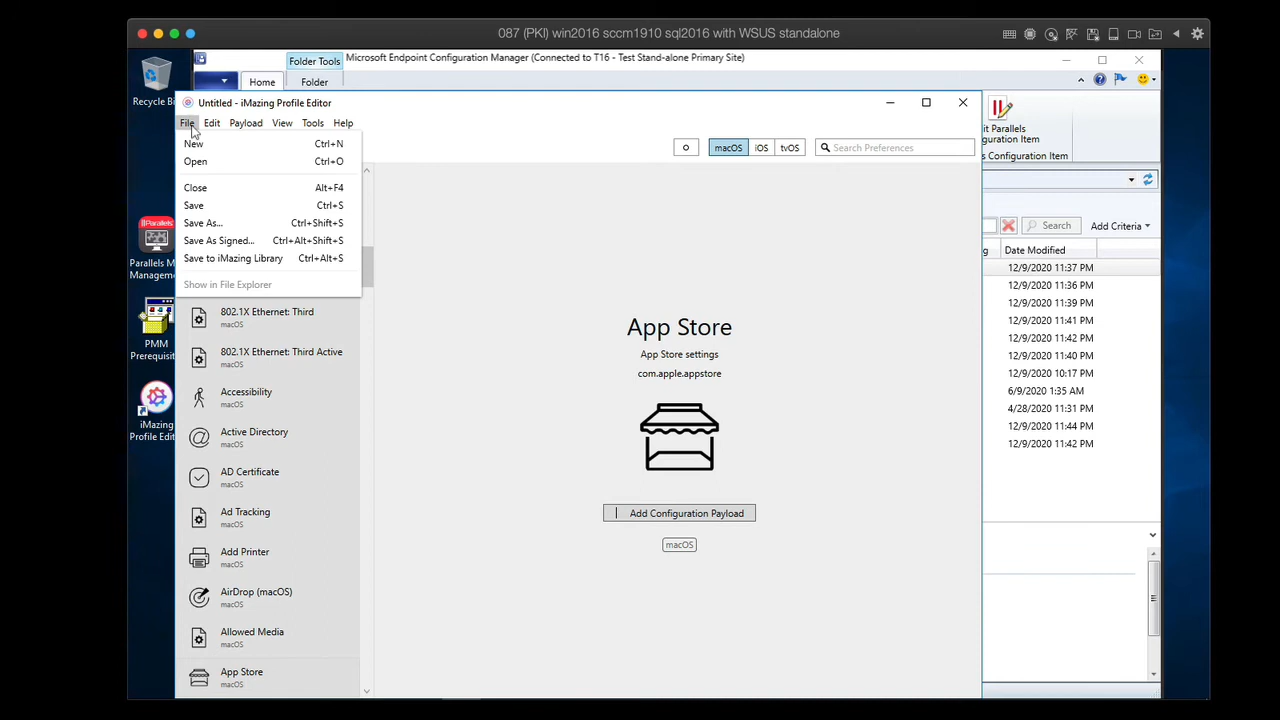 087 (PKI) win2016 sccm1910 sql2016 with WSUS standalone
Recycle Bi
Folder Tools
Microsoft Endpoint Configuration Manager (Connected to T16 - Test Stand-alone Primary Site)
Home
Folder
Untitled - iMazing Profile Editor
File
Edit
Payload
View
Tools
Help
New Ctrl+N
Open Ctrl+O
Close Alt+F4
Save Ctrl+S
Save As... Ctrl+Shift+S
Save As Signed... Ctrl+Alt+Shift+S
Save to iMazing Library Ctrl+Alt+S
Show in File Explorer
macOS
iOS
tvOS
Search Preferences
it Parallels
guration Item
s Configuration Item
Search
Add Criteria
Date Modified
12/9/2020 11:37 PM
12/9/2020 11:36 PM
12/9/2020 11:39 PM
12/9/2020 11:41 PM
12/9/2020 11:42 PM
12/9/2020 11:40 PM
12/9/2020 10:17 PM
6/9/2020 1:35 AM
4/28/2020 11:31 PM
12/9/2020 11:44 PM
12/9/2020 11:42 PM
Parallels
Parallels M
Manageme
PMM
Prerequisit
iMazing
Profile Edit
802.1X Ethernet: Third
macOS
802.1X Ethernet: Third Active
macOS
Accessibility
macOS
Active Directory
macOS
AD Certificate
macOS
Ad Tracking
macOS
Add Printer
macOS
AirDrop (macOS)
macOS
Allowed Media
macOS
App Store
macOS
App Store
App Store settings
com.apple.appstore
Add Configuration Payload
macOS